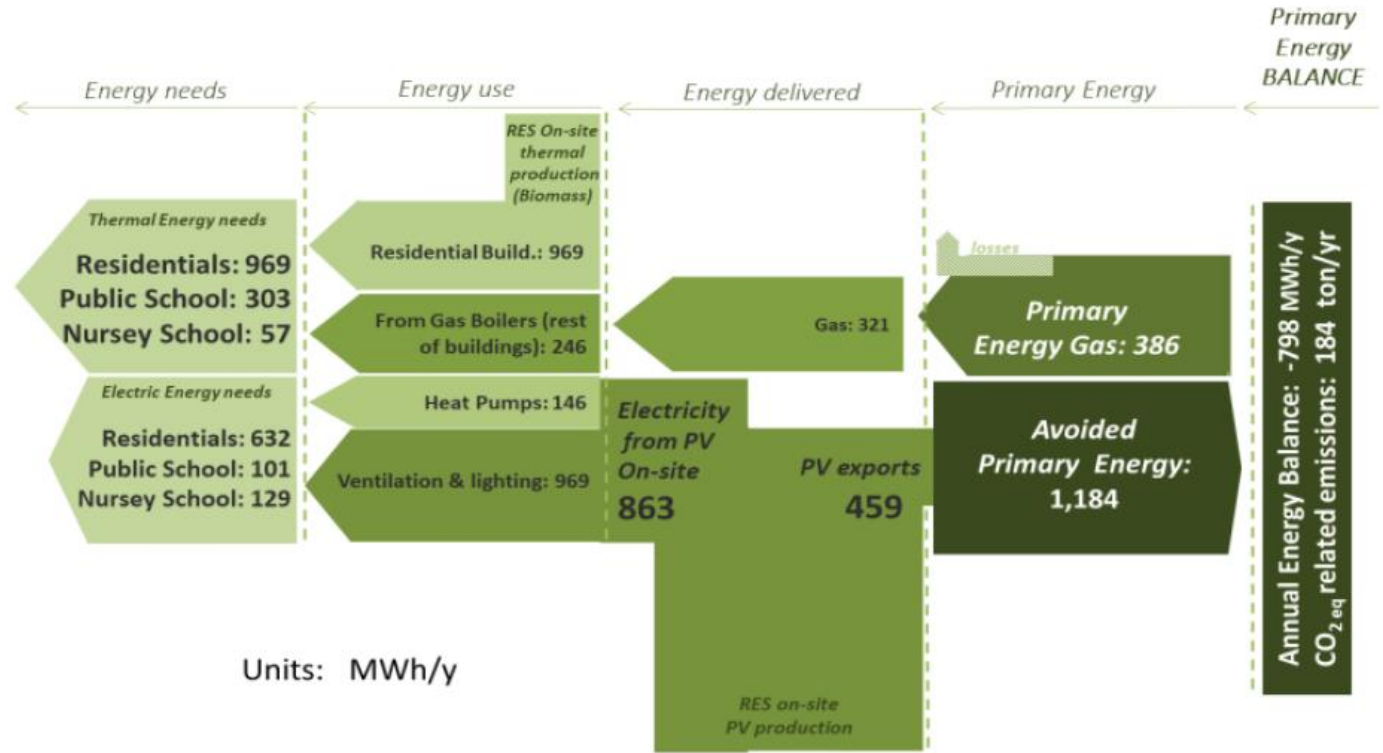 Primary
Energy
BALANCE
Energy needs
Energy use
Energy delivered
Primary Energy
RES On-site
thermal
production
(Biomass)
Thermal Energy needs
Residentials: 969
Public School: 303
Nursey School: 57
Residential Build.: 969
From Gas Boilers (rest
of buildings): 246
Gas: 321
losses
Primary
Energy Gas: 386
Electric Energy needs
Residentials: 632
Public School: 101
Nursey School: 129
Heat Pumps: 146
Ventilation & lighting: 969
Electricity
from PV
On-site
863
PV exports
459
Avoided
Primary Energy:
1,184
Annual Energy Balance: -798 MWh/y
CO2 eq related emissions: 184 ton/yr
Units: MWh/y
RES on-site
PV production